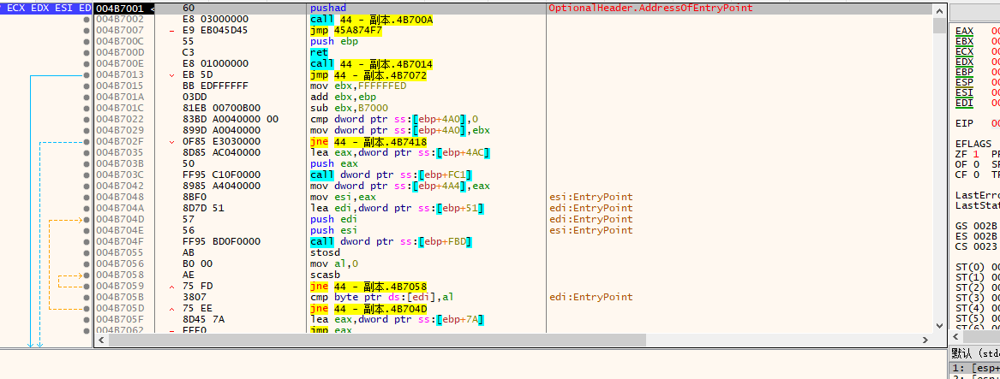 ECX EDX ESI ED 004B7001 60 pushad OptionalHeader.AddressOfEntryPoint
004B7002 E8 03000000 call 44 - 副本.4B700A
004B7007 - E9 EB045D45 jmp 45A874F7
004B700C 55 push ebp
004B700D C3 ret
004B700E E8 01000000 call 44 - 副本.4B7014
004B7013 EB 5D jmp 44 - 副本.4B7072
004B7015 BB EDFFFFFF mov ebx,FFFFFFED
004B701A 03DD add ebx,ebp
004B701C 81EB 00700B00 sub ebx,B7000
004B7022 83BD A0040000 00 cmp dword ptr ss:[ebp+4A0],0
004B7029 899D A0040000 mov dword ptr ss:[ebp+4A0],ebx
004B702F 0F85 E3030000 jne 44 - 副本.4B7418
004B7035 8D85 AC040000 lea eax,dword ptr ss:[ebp+4AC]
004B703B 50 push eax
004B703C FF95 C10F0000 call dword ptr ss:[ebp+FC1]
004B7042 8985 A4040000 mov dword ptr ss:[ebp+4A4],eax
004B7048 8BF0 mov esi,eax esi:EntryPoint
004B704A 8D7D 51 lea edi,dword ptr ss:[ebp+51] edi:EntryPoint
004B704D 57 push edi edi:EntryPoint
004B704E 56 push esi esi:EntryPoint
004B704F FF95 BD0F0000 call dword ptr ss:[ebp+FBD]
004B7055 AB stosd
004B7056 B0 00 mov al,0
004B7058 AE scasb
004B7059 75 FD jne 44 - 副本.4B7058
004B705B 3807 cmp byte ptr ds:[edi],al edi:EntryPoint
004B705D 75 EE jne 44 - 副本.4B704D
004B705F 8D45 7A lea eax,dword ptr ss:[ebp+7A]
004B7062 - FFE0 jmp eax
EAX 00
EBX 00
ECX 00
EDX 00
EBP 00
ESP 00
ESI 00
EDI 00
EIP 00
EFLAGS
ZF 1 PF
OF 0 SF
CF 0 TF
LastErro
LastStat
GS 002B
ES 002B
CS 0023
ST(0) 00
ST(1) 00
ST(2) 00
ST(3) 00
ST(4) 00
ST(5) 00
ST(6) 00
默认 (stdc
1: [esp+
2: [esp+